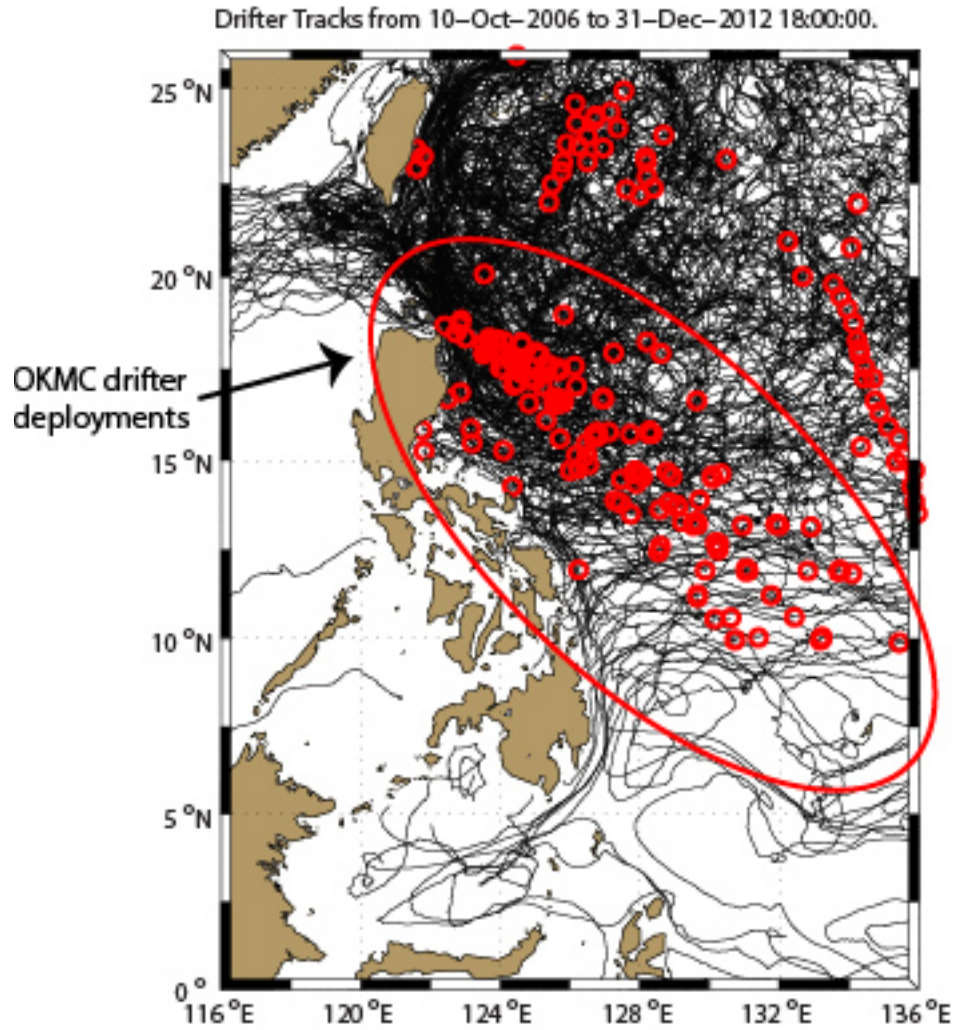 Drifter Tracks from 10–Oct–2006 to 31–Dec–2012 18:00:00.
25 °N
20 °N
OKMC drifter
deployments
15 °N
10 °N
5 °N
0 °
116 °E 120 °E 124 °E 128 °E 132 °E 136 °E